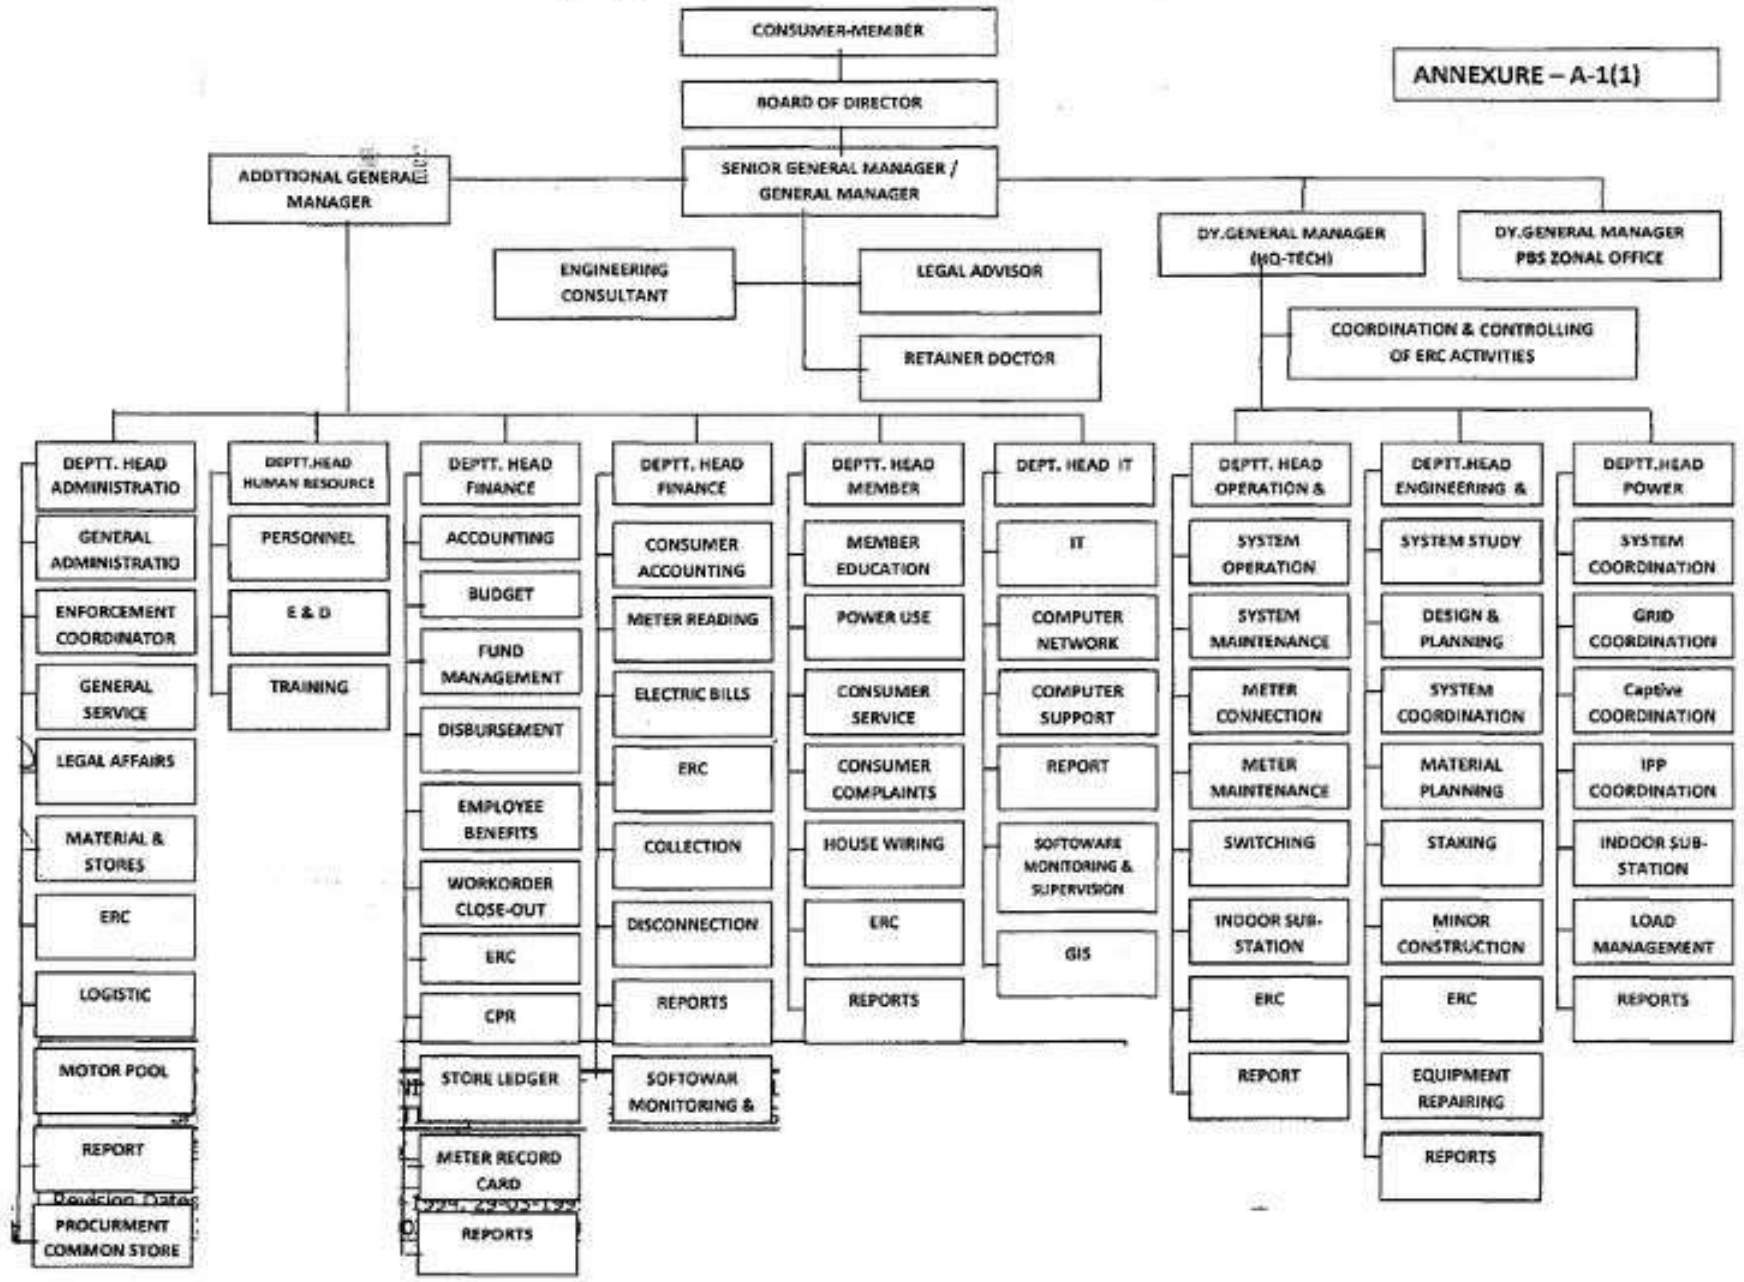 CONSUMER-MEMBER
ANNEXURE – A-1(1)
BOARD OF DIRECTOR
ADDTTIONAL GENERAL
MANAGER
SENIOR GENERAL MANAGER /
GENERAL MANAGER
DY.GENERAL MANAGER
(HQ-TECH)
DY.GENERAL MANAGER
PBS ZONAL OFFICE
ENGINEERING
CONSULTANT
LEGAL ADVISOR
RETAINER DOCTOR
COORDINATION & CONTROLLING
OF ERC ACTIVITIES
DEPTT. HEAD
ADMINISTRATIO
GENERAL
ADMINISTRATIO
ENFORCEMENT
COORDINATOR
GENERAL
SERVICE
LEGAL AFFAIRS
MATERIAL &
STORES
ERC
LOGISTIC
MOTOR POOL
REPORT
Revision Dates
PROCURMENT
COMMON STORE
DEPTT.HEAD
HUMAN RESOURCE
PERSONNEL
E & D
TRAINING
DEPTT. HEAD
FINANCE
ACCOUNTING
BUDGET
FUND
MANAGEMENT
DISBURSEMENT
EMPLOYEE
BENEFITS
WORKORDER
CLOSE-OUT
ERC
CPR
STORE LEDGER
METER RECORD
CARD
REPORTS
DEPTT. HEAD
FINANCE
CONSUMER
ACCOUNTING
METER READING
ELECTRIC BILLS
ERC
COLLECTION
DISCONNECTION
REPORTS
SOFTOWAR
MONITORING &
DEPTT. HEAD
MEMBER
MEMBER
EDUCATION
POWER USE
CONSUMER
SERVICE
CONSUMER
COMPLAINTS
HOUSE WIRING
ERC
REPORTS
DEPT. HEAD IT
IT
COMPUTER
NETWORK
COMPUTER
SUPPORT
REPORT
SOFTOWARE
MONITORING &
SUPERVISION
GIS
DEPTT. HEAD
OPERATION &
SYSTEM
OPERATION
SYSTEM
MAINTENANCE
METER
CONNECTION
METER
MAINTENANCE
SWITCHING
INDOOR SUB-
STATION
ERC
REPORT
DEPTT.HEAD
ENGINEERING &
SYSTEM STUDY
DESIGN &
PLANNING
SYSTEM
COORDINATION
MATERIAL
PLANNING
STAKING
MINOR
CONSTRUCTION
ERC
EQUIPMENT
REPAIRING
REPORTS
DEPTT.HEAD
POWER
SYSTEM
COORDINATION
GRID
COORDINATION
Captive
COORDINATION
IPP
COORDINATION
INDOOR SUB-
STATION
LOAD
MANAGEMENT
REPORTS